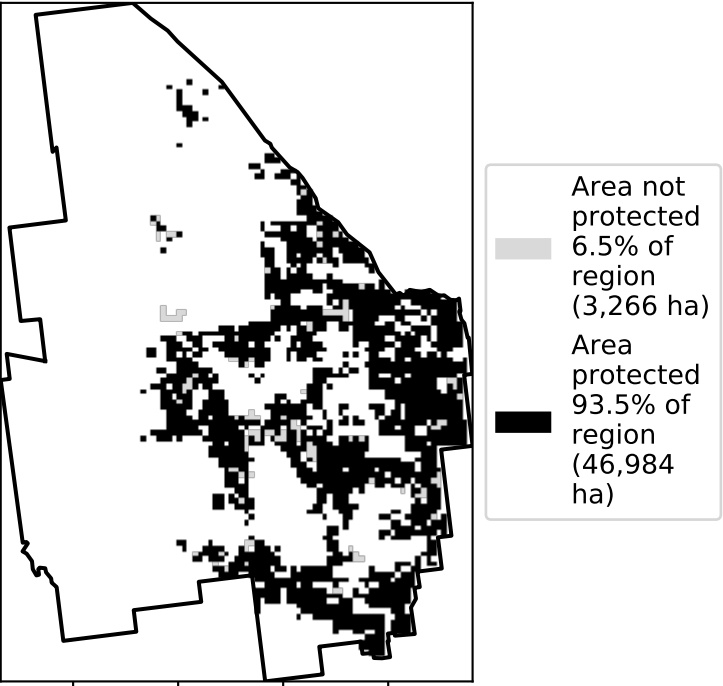 Area not
protected
6.5% of
region
(3,266 ha)
Area
protected
93.5% of
region
(46,984
ha)